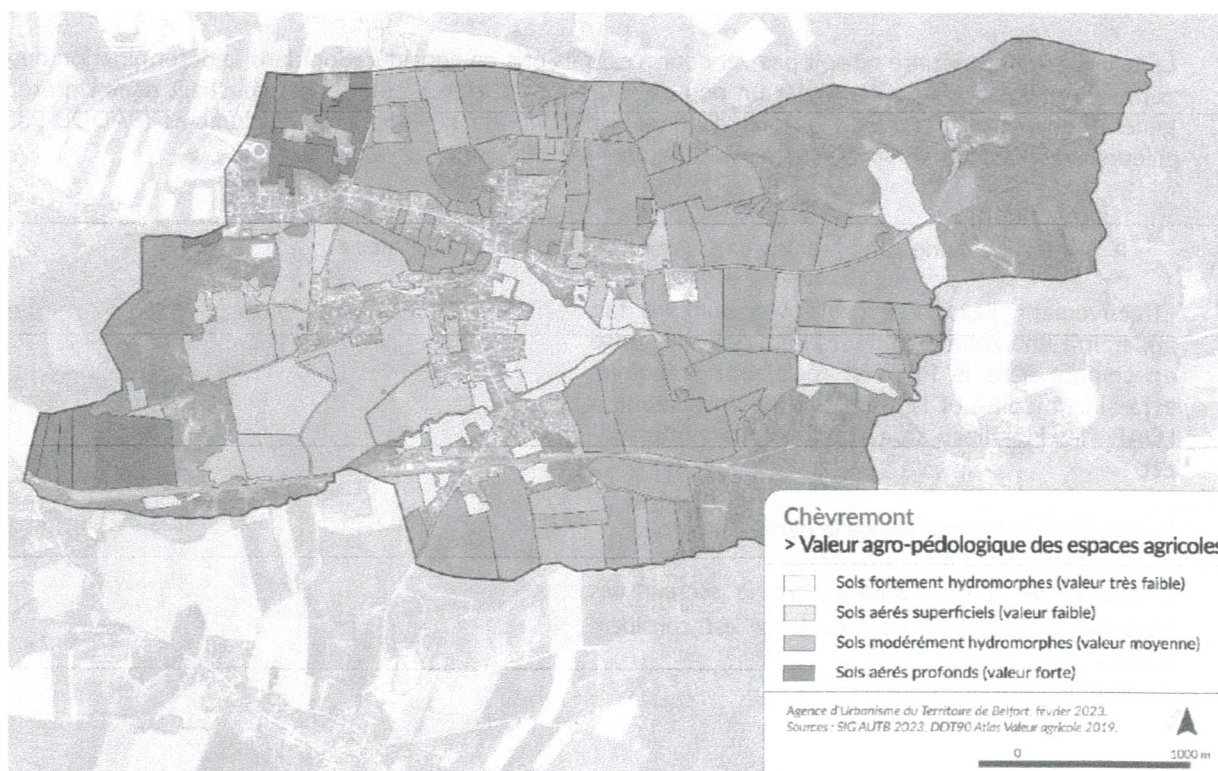 Chèvremont
> Valeur agro-pédologique des espaces agricoles
Sols fortement hydromorphes (valeur très faible)
Sols aérés superficiels (valeur faible)
Sols modérément hydromorphes (valeur moyenne)
Sols aérés profonds (valeur forte)
Agence d'Urbanisme du Territoire de Belfort, février 2023.
Sources : SIG AUTB 2023, DDT90 Atlas Valeur agricole 2019.
0 1000 m